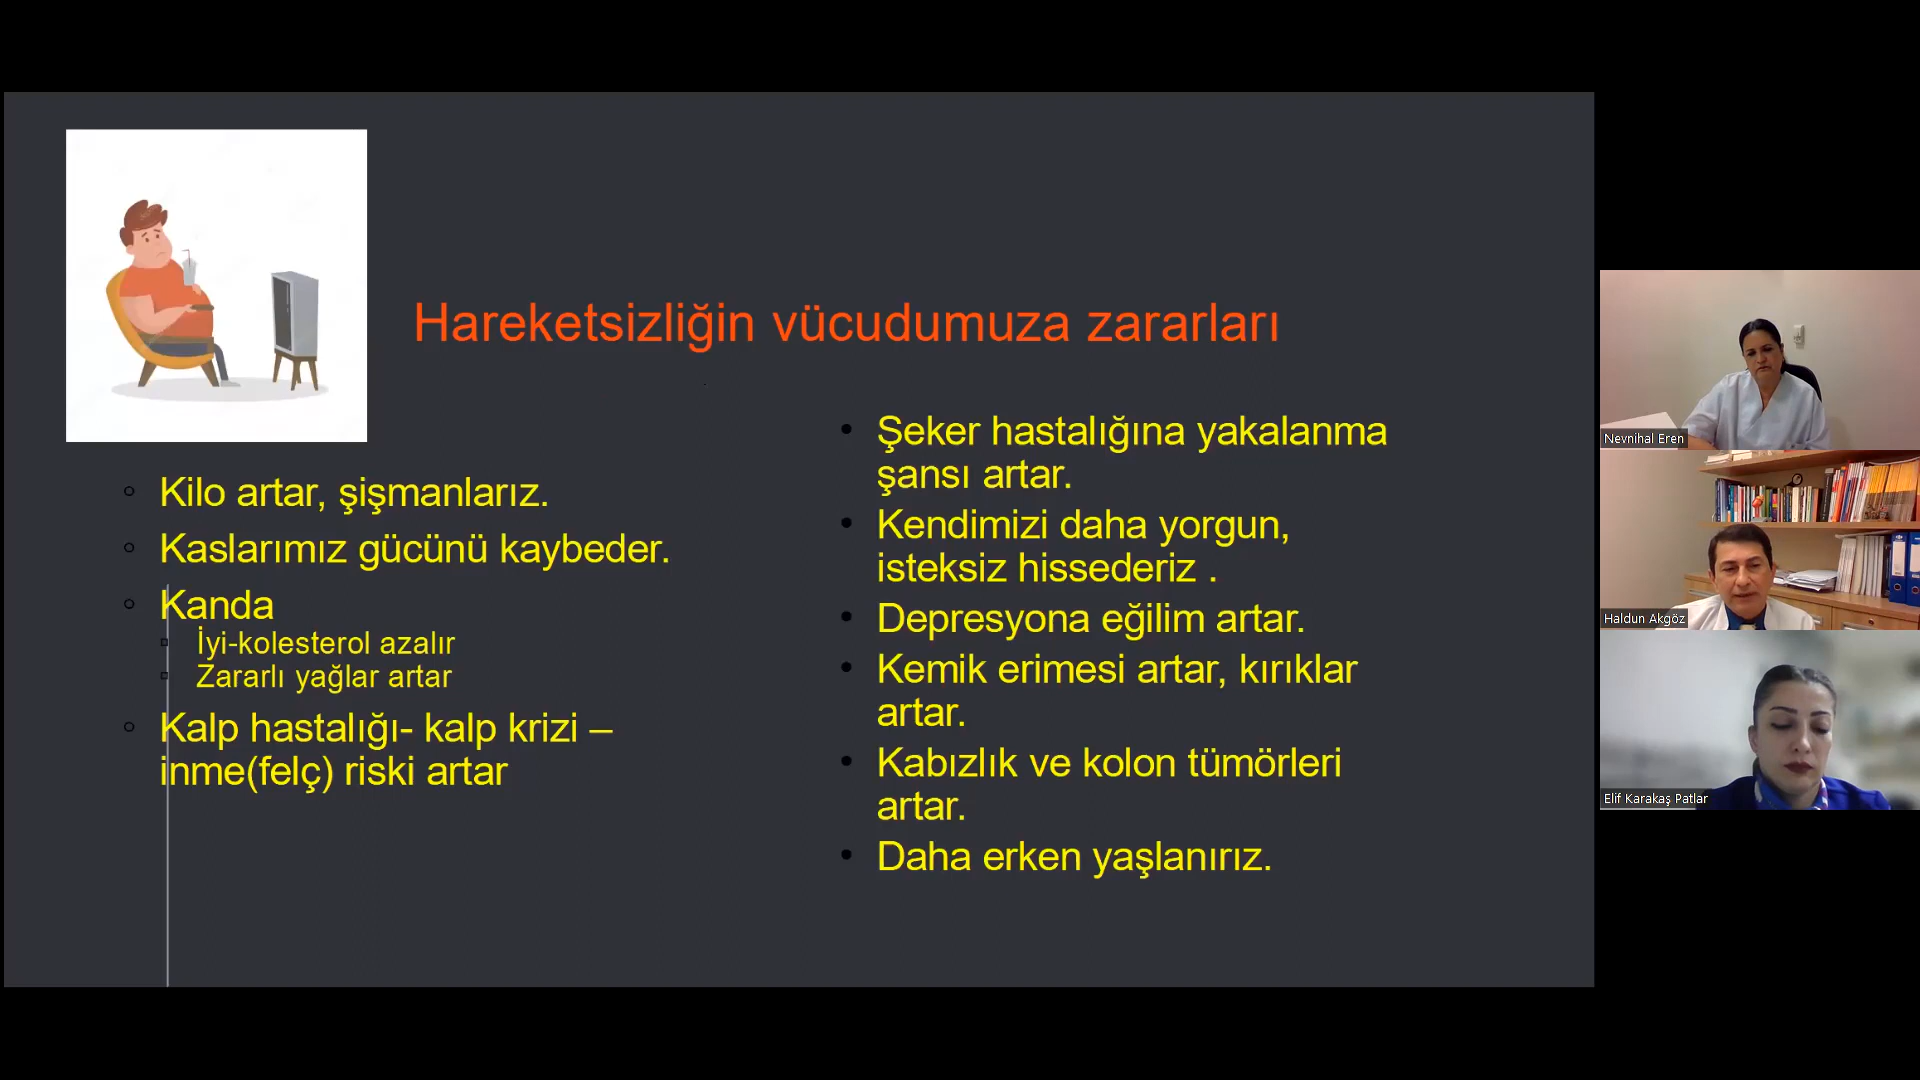 Hareketsizliğin vücudumuza zararları
Kilo artar, şişmanlarız.
Kaslarımız gücünü kaybeder.
Kanda
İyi-kolesterol azalır
Zararlı yağlar artar
Kalp hastalığı- kalp krizi –
inme(felç) riski artar
Şeker hastalığına yakalanma
şansı artar.
Kendimizi daha yorgun,
isteksiz hissederiz .
Depresyona eğilim artar.
Kemik erimesi artar, kırıklar
artar.
Kabızlık ve kolon tümörleri
artar.
Daha erken yaşlanırız.
Nevnihal Eren
Haldun Akgöz
Elif Karakaş Patlar